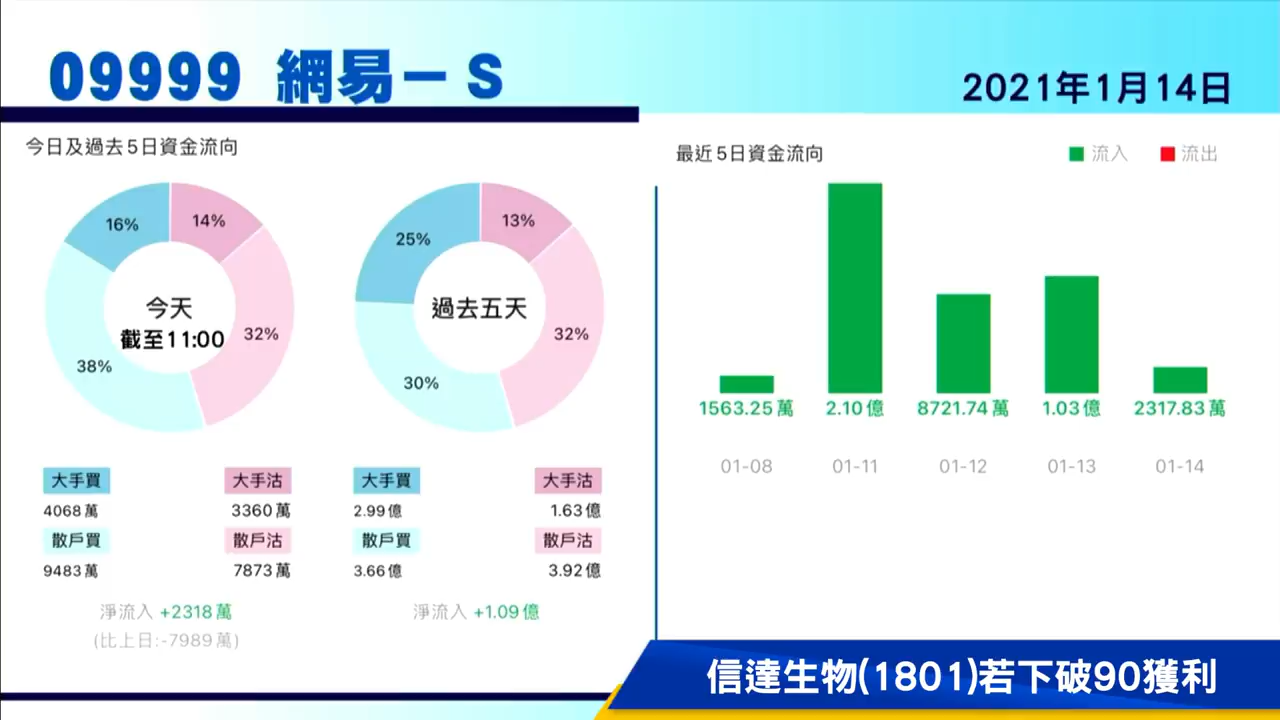 09999 網易－S
2021年1月14日
今日及過去5日資金流向
16%
14%
38%
32%
今天
截至11:00
25%
13%
30%
32%
過去五天
大手買
大手沽
4068萬
3360萬
散戶買
散戶沽
9483萬
7873萬
淨流入 +2318萬
(比上日:-7989萬)
大手買
大手沽
2.99億
1.63億
散戶買
散戶沽
3.66億
3.92億
淨流入 +1.09億
最近5日資金流向
流入
流出
1563.25萬
2.10億
8721.74萬
1.03億
2317.83萬
01-08
01-11
01-12
01-13
01-14
信達生物(1801)若下破90獲利